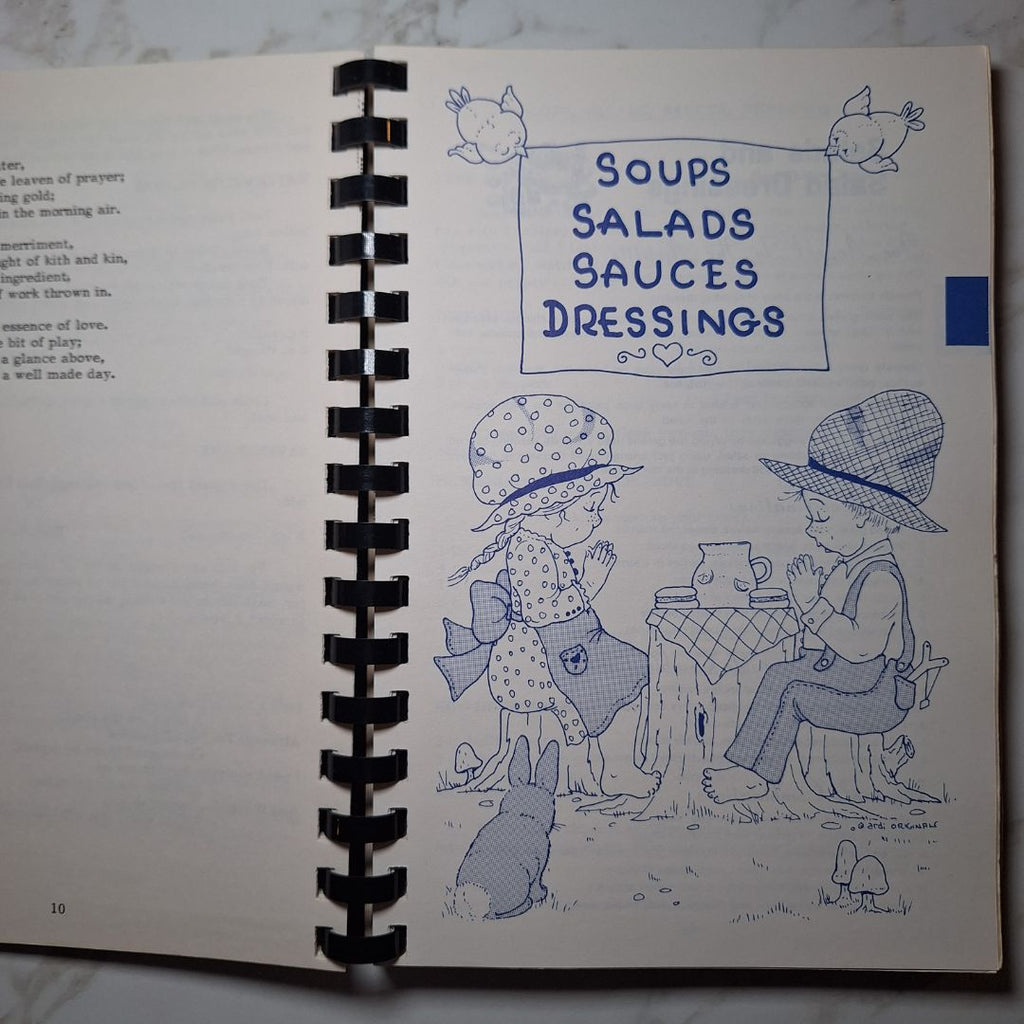 ter,
e leaven of prayer;
ing gold;
in the morning air.
merriment,
ght of kith and kin,
ingredient,
f work thrown in.
essence of love.
e bit of play;
a glance above,
a well made day.
10
SOUPS
SALADS
SAUCES
DRESSINGS
ORIGINALS